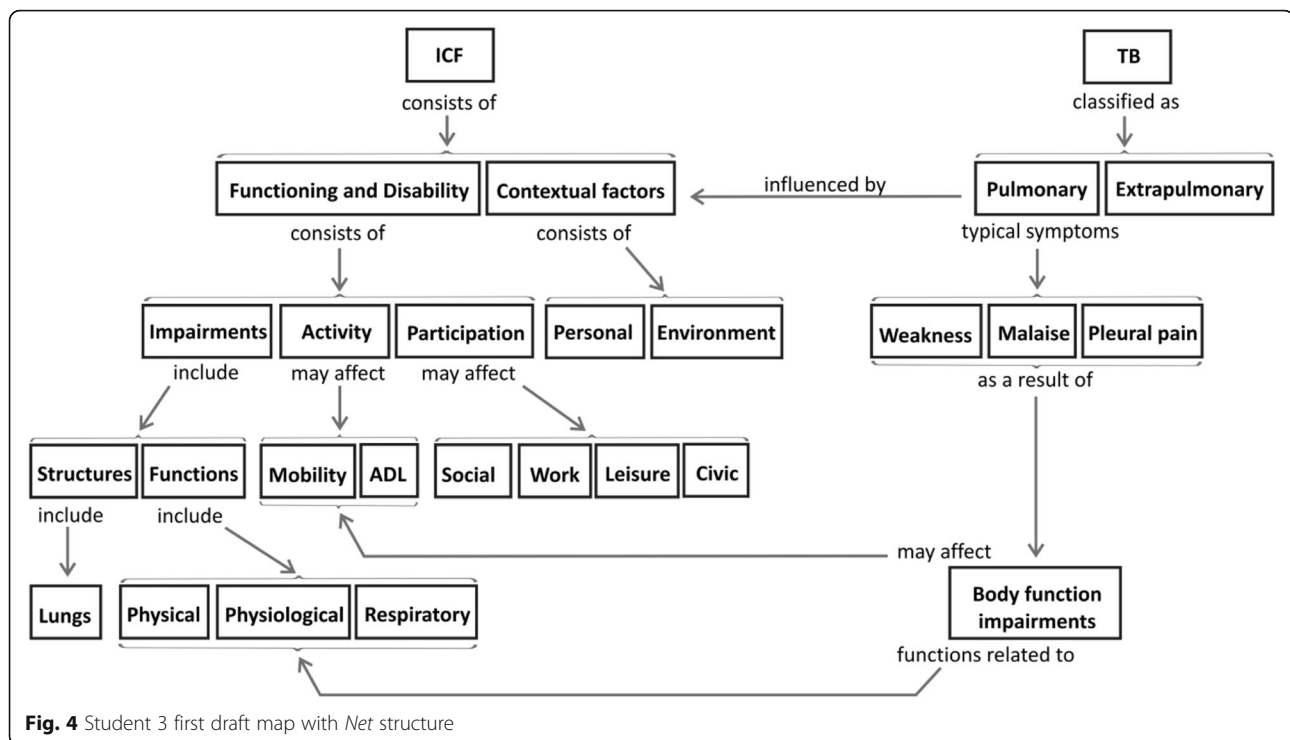 ICF
TB
consists of
classified as
Functioning and Disability
Contextual factors
influenced by
Pulmonary
Extrapulmonary
consists of
consists of
typical symptoms
Impairments
Activity
Participation
Personal
Environment
Weakness
Malaise
Pleural pain
include
may affect
may affect
as a result of
Structures
Functions
Mobility
ADL
Social
Work
Leisure
Civic
include
include
may affect
Lungs
Physical
Physiological
Respiratory
Body function
impairments
functions related to
Fig. 4 Student 3 first draft map with Net structure